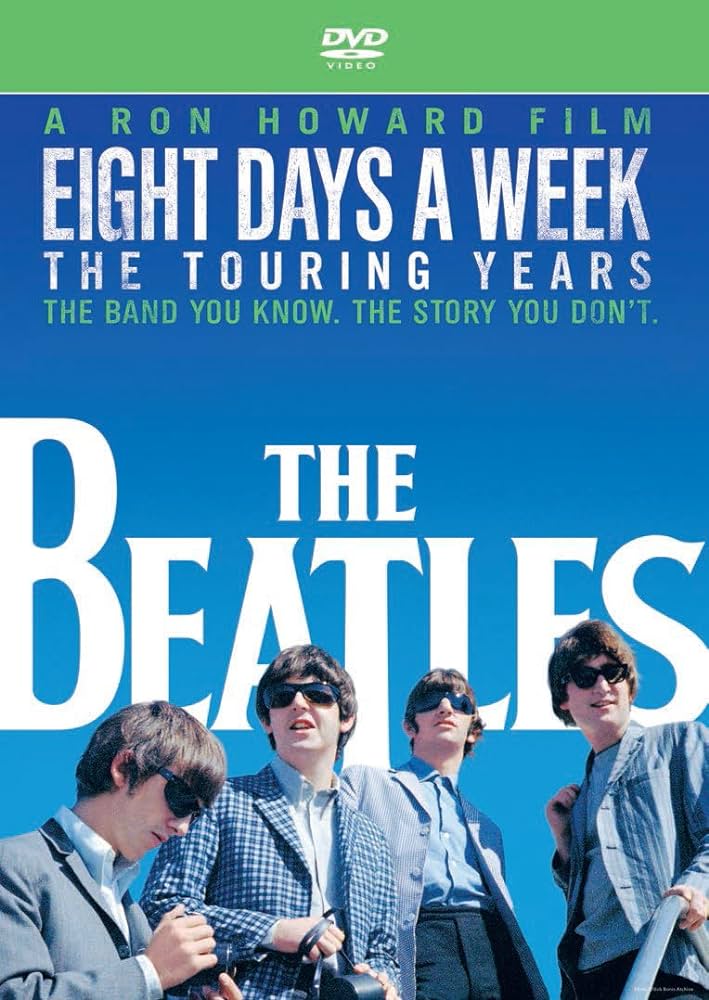 DVD
VIDEO
A RON HOWARD FILM
EIGHT DAYS A WEEK
THE TOURING YEARS
THE BAND YOU KNOW. THE STORY YOU DON'T.
THE
BEATLES